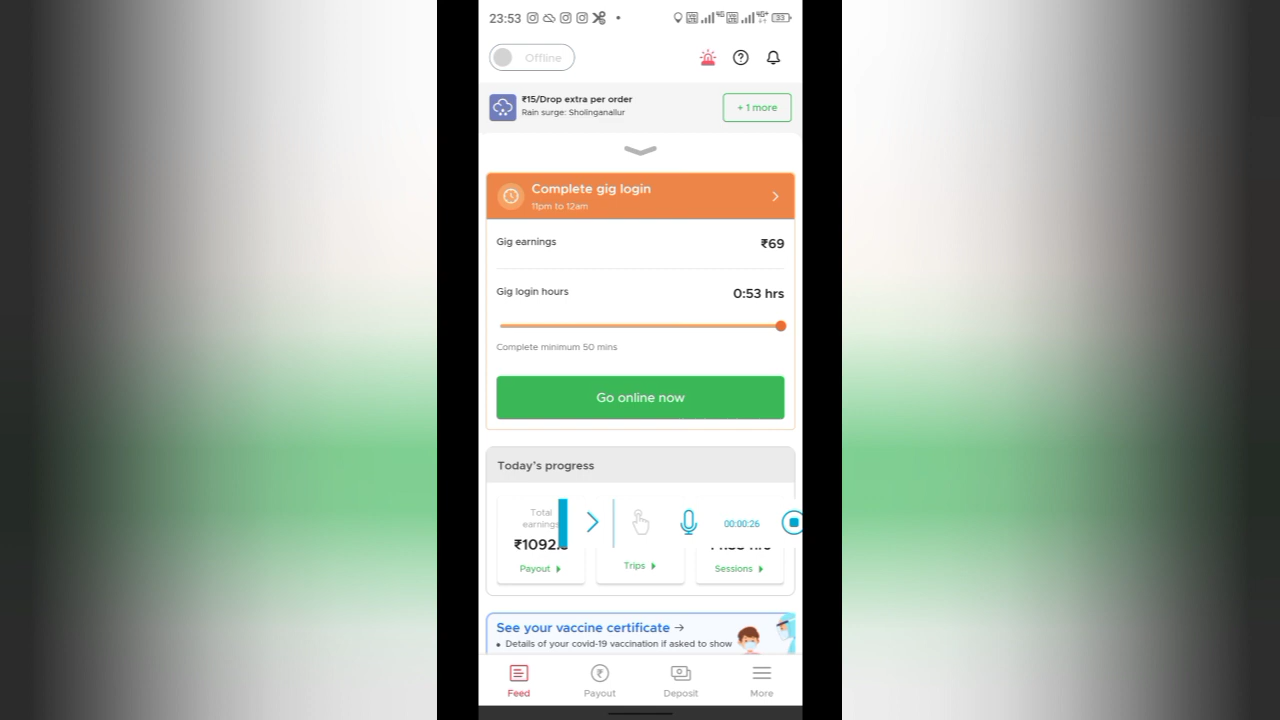 23:53
33
Offline
₹15/Drop extra per order
Rain surge: Sholinganallur
+ 1 more
Complete gig login
11pm to 12am
Gig earnings
₹69
Gig login hours
0:53 hrs
Complete minimum 50 mins
Go online now
Today's progress
Total
earnings
00:00:26
₹1092.
Payout
Trips
Sessions
See your vaccine certificate →
• Details of your covid-19 vaccination if asked to show
Feed
Payout
Deposit
More